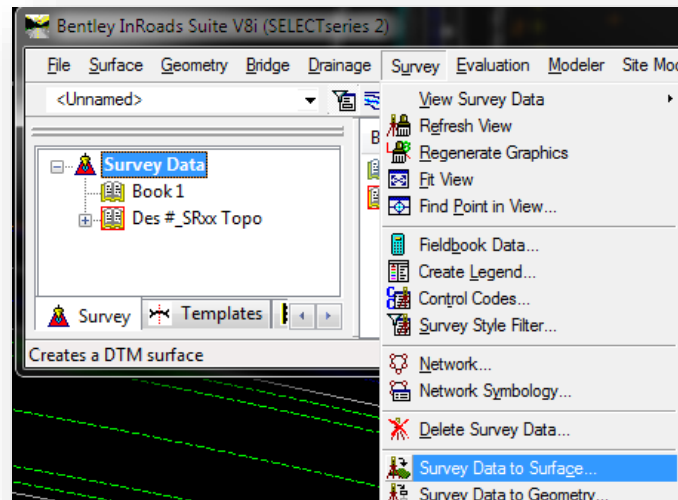 Bentley InRoads Suite V8i (SELECTseries 2)
File Surface Geometry Bridge Drainage Survey Evaluation Modeler Site Mod
<Unnamed>
Survey Data
Book 1
Des #_SRxx Topo
Survey Templates
Creates a DTM surface
B
View Survey Data
Refresh View
Regenerate Graphics
Fit View
Find Point in View...
Fieldbook Data...
Create Legend...
Control Codes...
Survey Style Filter...
Network...
Network Symbology...
Delete Survey Data...
Survey Data to Surface...
Survey Data to Geometry...